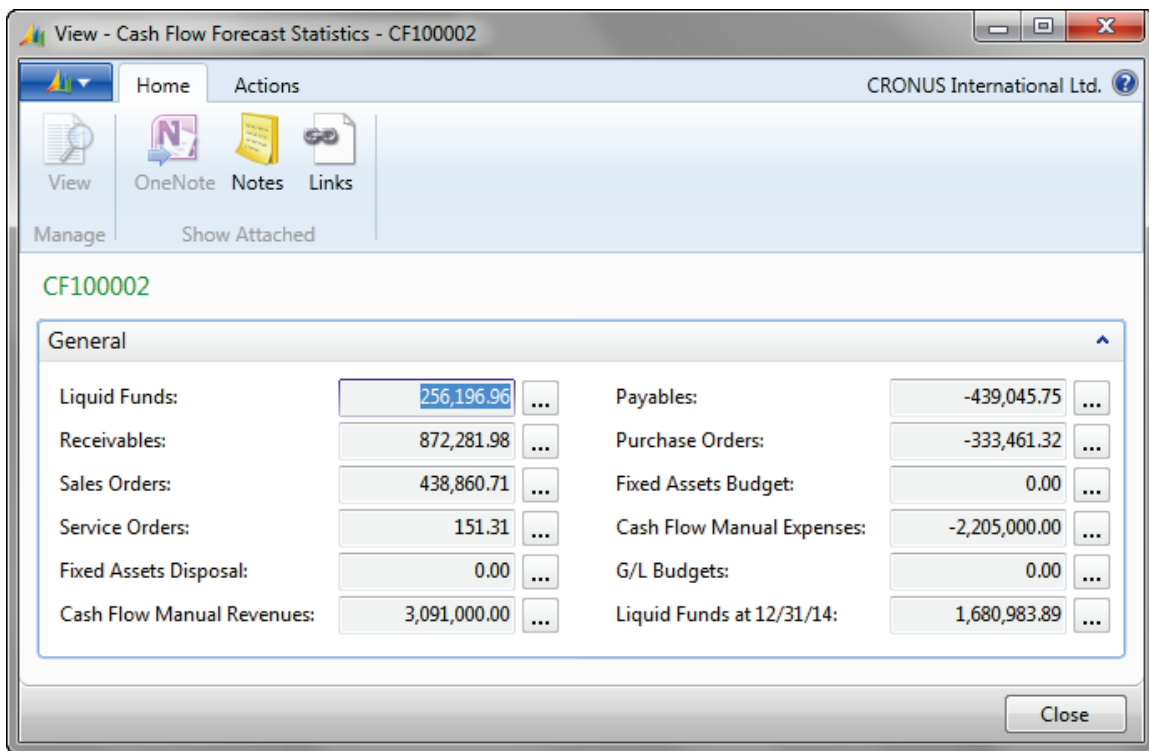 View - Cash Flow Forecast Statistics - CF100002
Home Actions CRONUS International Ltd.
View OneNote Notes Links
Manage Show Attached
CF100002
General
Liquid Funds: 256,196.96 ... Payables: -439,045.75 ...
Receivables: 872,281.98 ... Purchase Orders: -333,461.32 ...
Sales Orders: 438,860.71 ... Fixed Assets Budget: 0.00 ...
Service Orders: 151.31 ... Cash Flow Manual Expenses: -2,205,000.00 ...
Fixed Assets Disposal: 0.00 ... G/L Budgets: 0.00 ...
Cash Flow Manual Revenues: 3,091,000.00 ... Liquid Funds at 12/31/14: 1,680,983.89 ...
Close